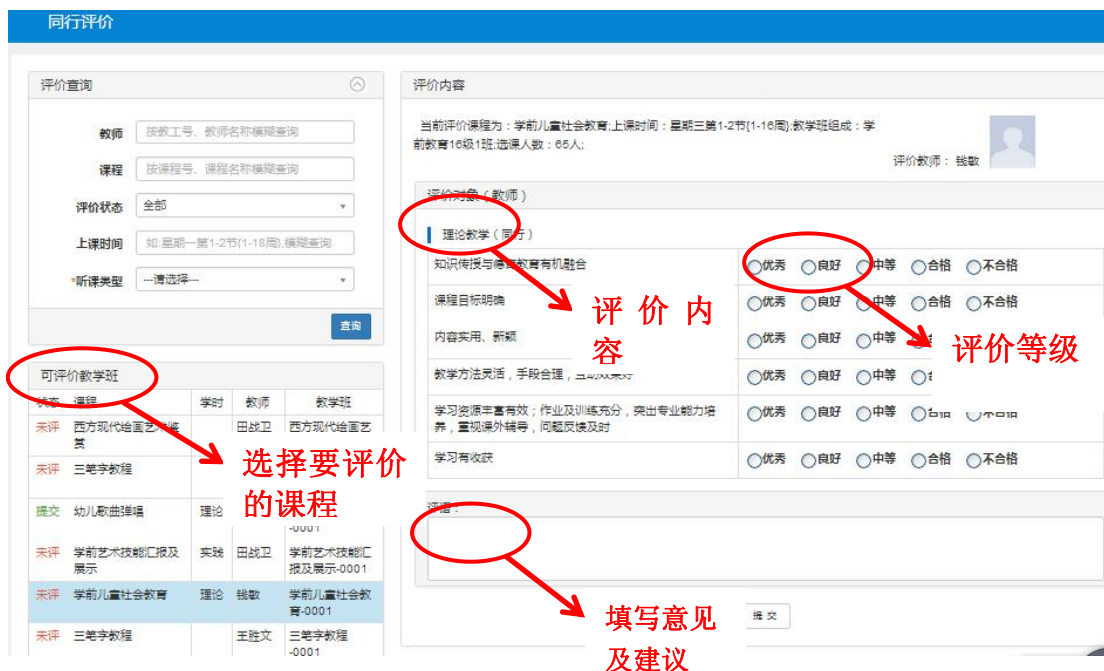 同行评价
评价查询
教师 按教工号、教师名称模糊查询
课程 按课程号、课程名称模糊查询
评价状态 全部
上课时间 如:星期一第1-2节{1-18周},模糊查询
*听课类型 ---请选择---
查询
可评价教学班
状态 课程 学时 教师 教学班
未评 西方现代绘画艺术鉴 田战卫 西方现代绘画艺
赏
未评 三笔字教程
提交 幼儿歌曲弹唱 理论
-0001
未评 学前艺术技能汇报及 实践 田战卫 学前艺术技能汇
展示 报及展示-0001
未评 学前儿童社会教育 理论 钱敏 学前儿童社会教
育-0001
未评 三笔字教程 王胜文 三笔字教程
-0001
选择要评价
的课程
评价内容
当前评价课程为：学前儿童社会教育;上课时间：星期三第1-2节{1-16周};教学班组成：学
前教育16级1班;选课人数：65人;
评价教师： 钱敏
评价对象（教师）
理论教学（同行）
知识传授与德育教育有机融合 优秀 良好 中等 合格 不合格
课程目标明确 优秀 良好 中等 合格 不合格
内容实用、新颖 优秀 良好 中等
教学方法灵活，手段合理，互动效果好 优秀 良好 中等
学习资源丰富有效；作业及训练充分，突出专业能力培 优秀 良好 中等 合格 不合格
养，重视课外辅导，问题反馈及时
学习有收获 优秀 良好 中等 合格 不合格
评价内
容
评价等级
评语：
填写意见
及建议
提交